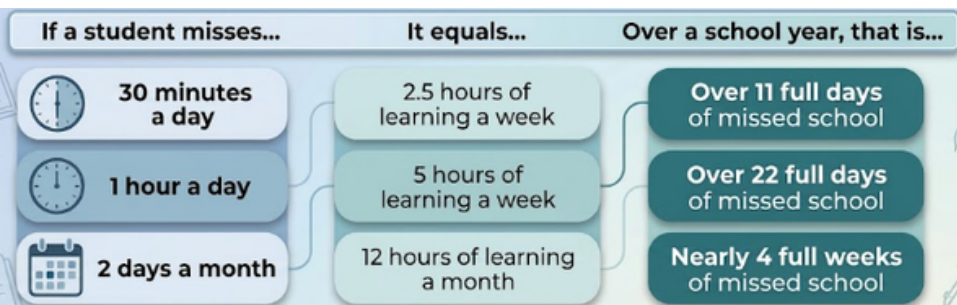 If a student misses...
It equals...
Over a school year, that is...
30 minutes
a day
2.5 hours of
learning a week
Over 11 full days
of missed school
1 hour a day
5 hours of
learning a week
Over 22 full days
of missed school
2 days a month
12 hours of learning
a month
Nearly 4 full weeks
of missed school